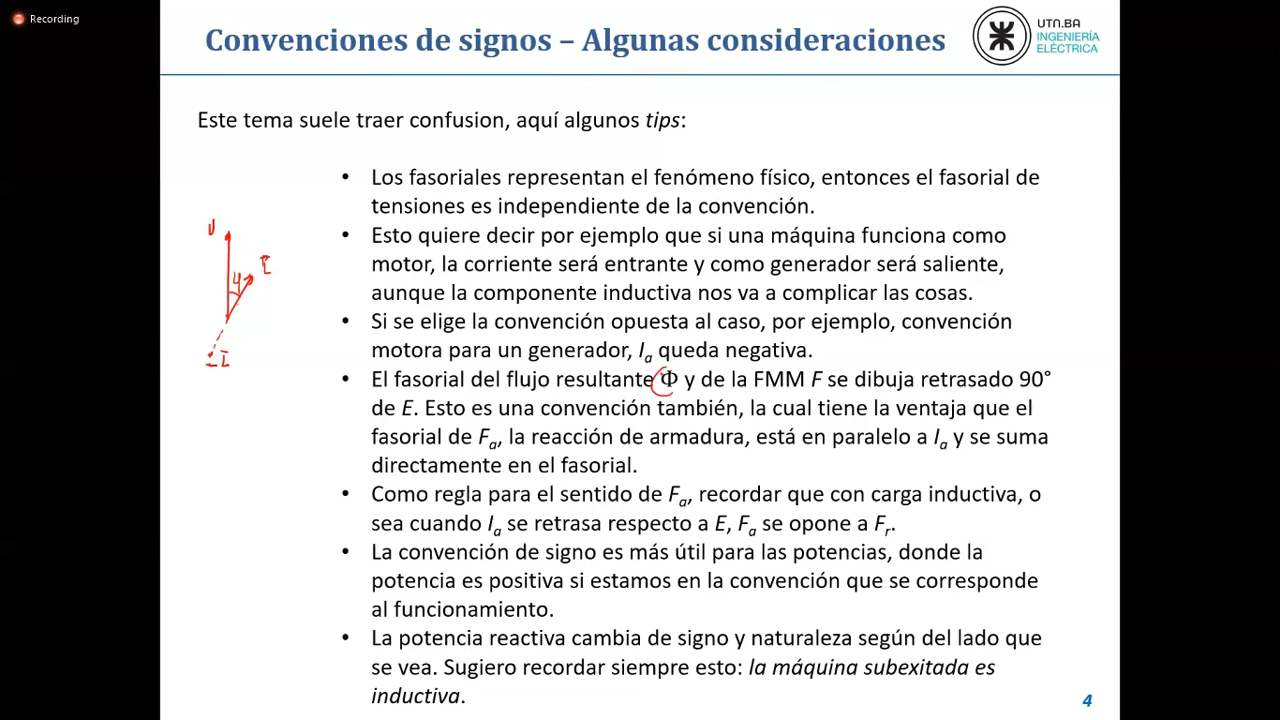 Recording
Convenciones de signos – Algunas consideraciones
UTN.BA
INGENIERÍA
ELÉCTRICA
Este tema suele traer confusion, aquí algunos tips:
• Los fasoriales representan el fenómeno físico, entonces el fasorial de
tensiones es independiente de la convención.
• Esto quiere decir por ejemplo que si una máquina funciona como
motor, la corriente será entrante y como generador será saliente,
aunque la componente inductiva nos va a complicar las cosas.
• Si se elige la convención opuesta al caso, por ejemplo, convención
motora para un generador, Ia queda negativa.
• El fasorial del flujo resultante Φ y de la FMM F se dibuja retrasado 90°
de E. Esto es una convención también, la cual tiene la ventaja que el
fasorial de Fa, la reacción de armadura, está en paralelo a Ia y se suma
directamente en el fasorial.
• Como regla para el sentido de Fa, recordar que con carga inductiva, o
sea cuando Ia se retrasa respecto a E, Fa se opone a Fr.
• La convención de signo es más útil para las potencias, donde la
potencia es positiva si estamos en la convención que se corresponde
al funcionamiento.
• La potencia reactiva cambia de signo y naturaleza según del lado que
se vea. Sugiero recordar siempre esto: la máquina subexitada es
inductiva.
U
I
4